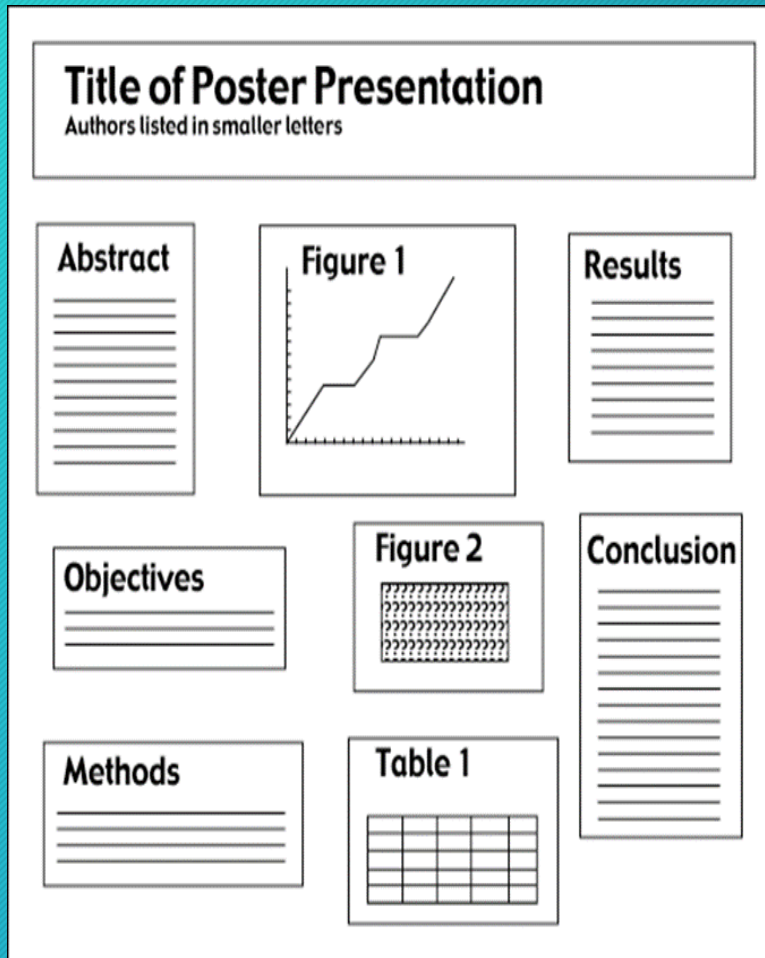 Title of Poster Presentation
Authors listed in smaller letters
Abstract
Objectives
Methods
Figure 1
Figure 2
????????????????
????????????????
????????????????
????????????????
Table 1
Results
Conclusion